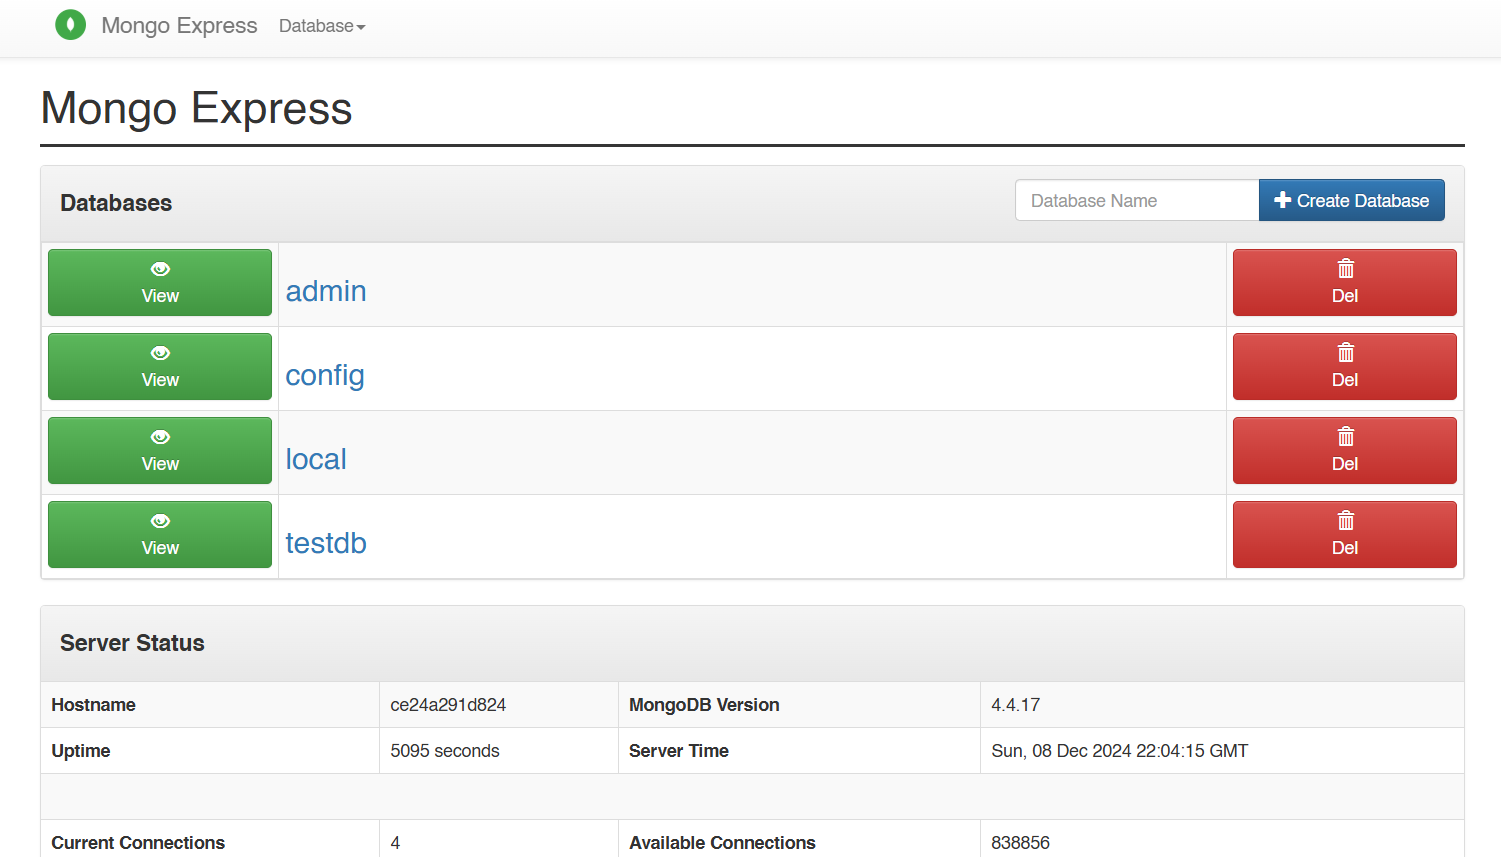 Mongo Express Database
Mongo Express
Databases Database Name Create Database
View admin Del
View config Del
View local Del
View testdb Del
Server Status
Hostname ce24a291d824 MongoDB Version 4.4.17
Uptime 5095 seconds Server Time Sun, 08 Dec 2024 22:04:15 GMT
Current Connections 4 Available Connections 838856